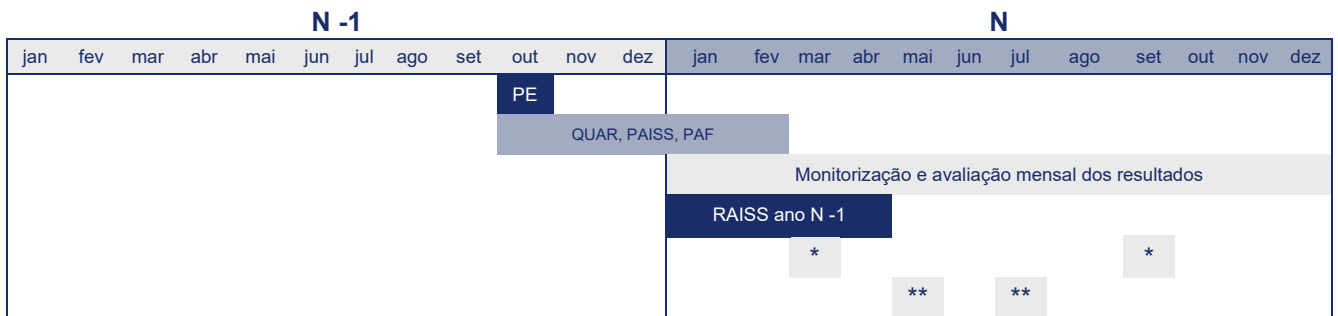 N -1 N
jan fev mar abr mai jun jul ago set out nov dez jan fev mar abr mai jun jul ago set out nov dez
PE
QUAR, PAISS, PAF
Monitorização e avaliação mensal dos resultados
RAISS ano N -1
* *
** **